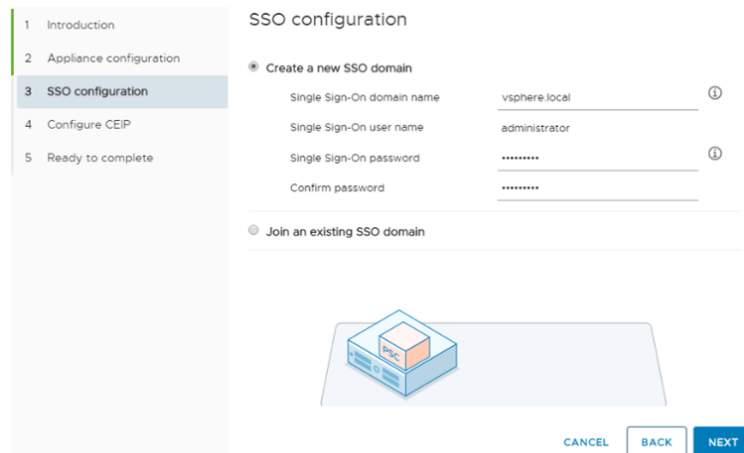 1 Introduction
2 Appliance configuration
3 SSO configuration
4 Configure CEIP
5 Ready to complete
SSO configuration
Create a new SSO domain
Single Sign-On domain name vsphere.local
Single Sign-On user name administrator
Single Sign-On password •••••••••
Confirm password •••••••••
Join an existing SSO domain
PSC
CANCEL BACK NEXT